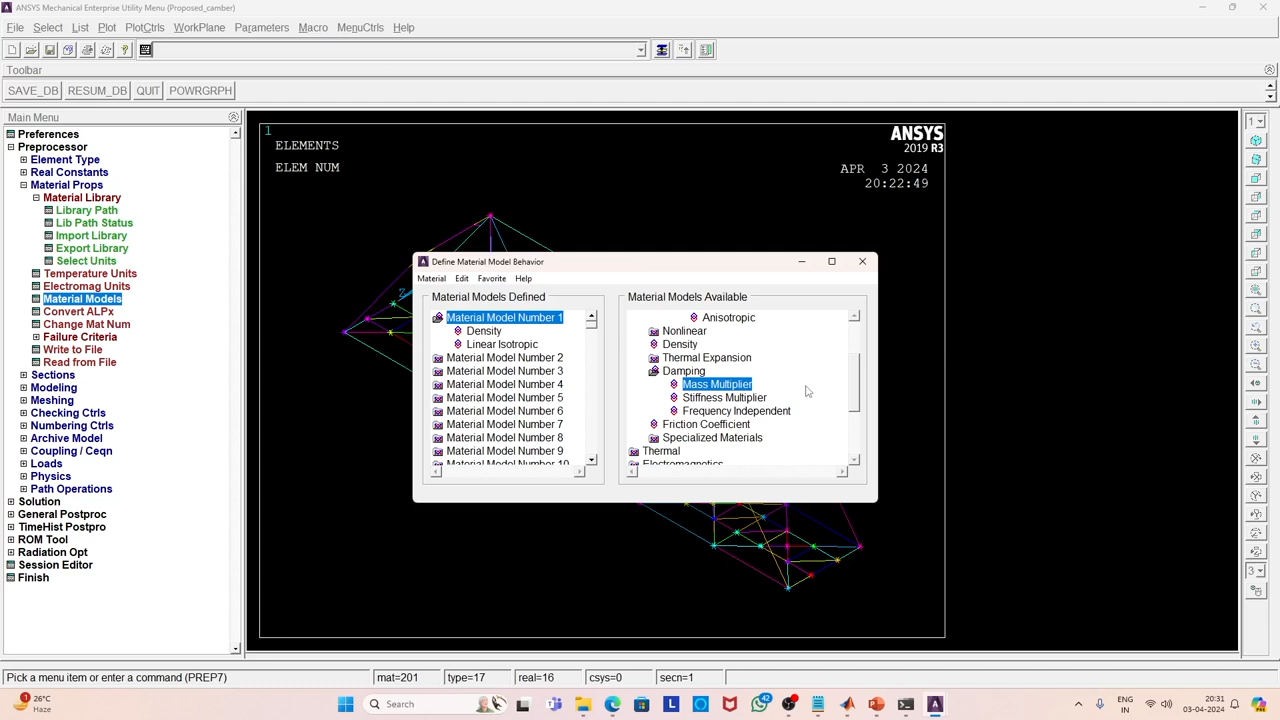 ANSYS Mechanical Enterprise Utility Menu (Proposed_camber)
File Select List Plot PlotCtrls WorkPlane Parameters Macro MenuCtrls Help
Toolbar
SAVE_DB RESUM_DB QUIT POWRGRPH
Main Menu
Preferences
Preprocessor
Element Type
Real Constants
Material Props
Material Library
Library Path
Lib Path Status
Import Library
Export Library
Select Units
Temperature Units
Electromag Units
Material Models
Convert ALPx
Change Mat Num
Failure Criteria
Write to File
Read from File
Sections
Modeling
Meshing
Checking Ctrls
Numbering Ctrls
Archive Model
Coupling / Ceqn
Loads
Physics
Path Operations
Solution
General Postproc
TimeHist Postpro
ROM Tool
Radiation Opt
Session Editor
Finish
1
ELEMENTS
ELEM NUM
ANSYS
2019 R3
APR 3 2024
20:22:49
Z
Define Material Model Behavior
Material Edit Favorite Help
Material Models Defined
Material Model Number 1
Density
Linear Isotropic
Material Model Number 2
Material Model Number 3
Material Model Number 4
Material Model Number 5
Material Model Number 6
Material Model Number 7
Material Model Number 8
Material Model Number 9
Material Model Number 10
Material Models Available
Anisotropic
Nonlinear
Density
Thermal Expansion
Damping
Mass Multiplier
Stiffness Multiplier
Frequency Independent
Friction Coefficient
Specialized Materials
Thermal
Electromagnetics
1
3
Pick a menu item or enter a command (PREP7)
mat=201 type=17 real=16 csys=0 secn=1
1
26°C
Haze
Search
42
ENG
IN
20:31
03-04-2024